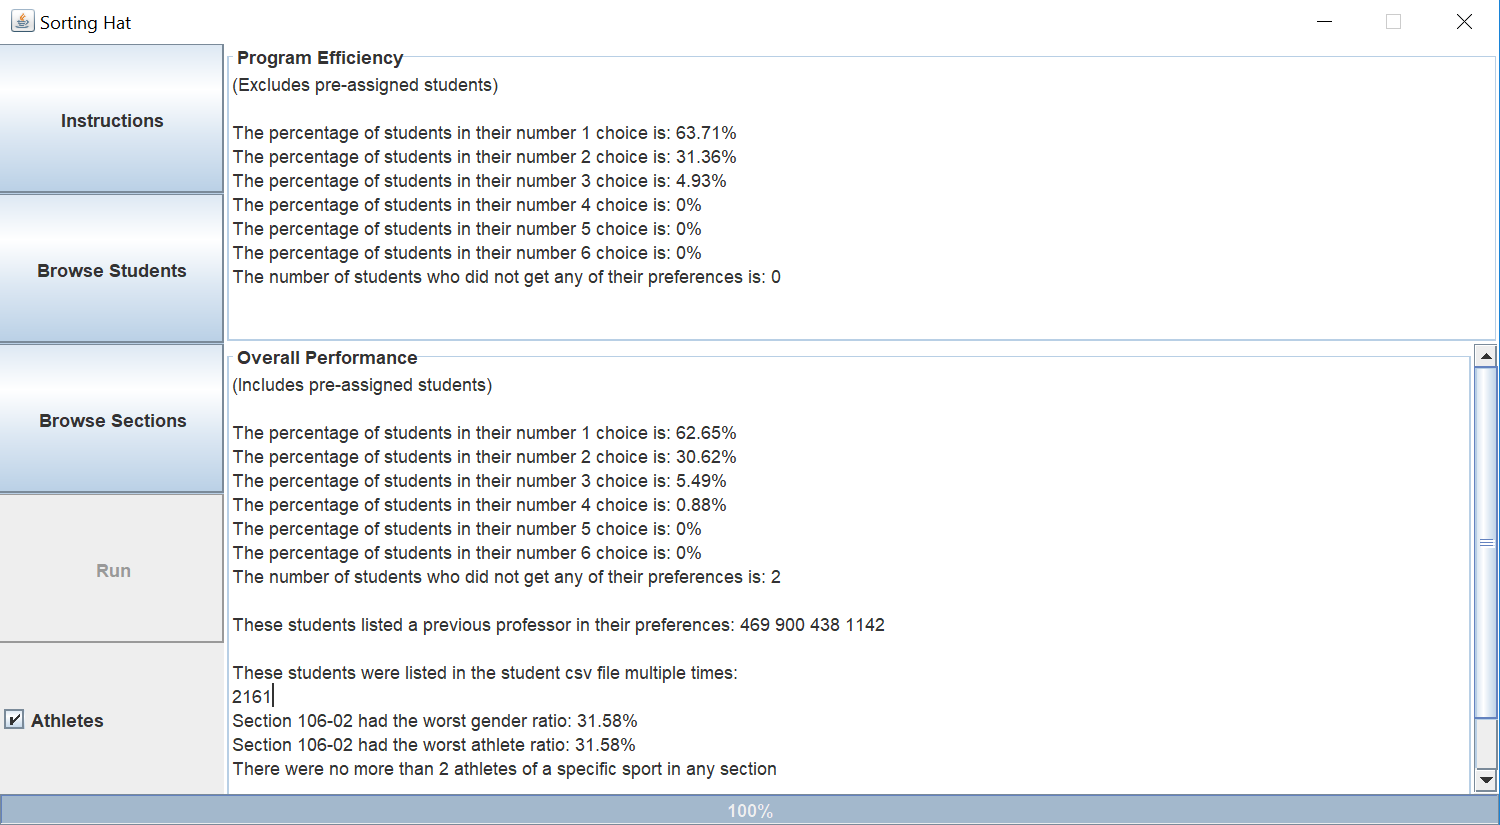 Sorting Hat
Instructions
Browse Students
Browse Sections
Run
Athletes
Program Efficiency
(Excludes pre-assigned students)
The percentage of students in their number 1 choice is: 63.71%
The percentage of students in their number 2 choice is: 31.36%
The percentage of students in their number 3 choice is: 4.93%
The percentage of students in their number 4 choice is: 0%
The percentage of students in their number 5 choice is: 0%
The percentage of students in their number 6 choice is: 0%
The number of students who did not get any of their preferences is: 0
Overall Performance
(Includes pre-assigned students)
The percentage of students in their number 1 choice is: 62.65%
The percentage of students in their number 2 choice is: 30.62%
The percentage of students in their number 3 choice is: 5.49%
The percentage of students in their number 4 choice is: 0.88%
The percentage of students in their number 5 choice is: 0%
The percentage of students in their number 6 choice is: 0%
The number of students who did not get any of their preferences is: 2
These students listed a previous professor in their preferences: 469 900 438 1142
These students were listed in the student csv file multiple times:
2161
Section 106-02 had the worst gender ratio: 31.58%
Section 106-02 had the worst athlete ratio: 31.58%
There were no more than 2 athletes of a specific sport in any section
100%